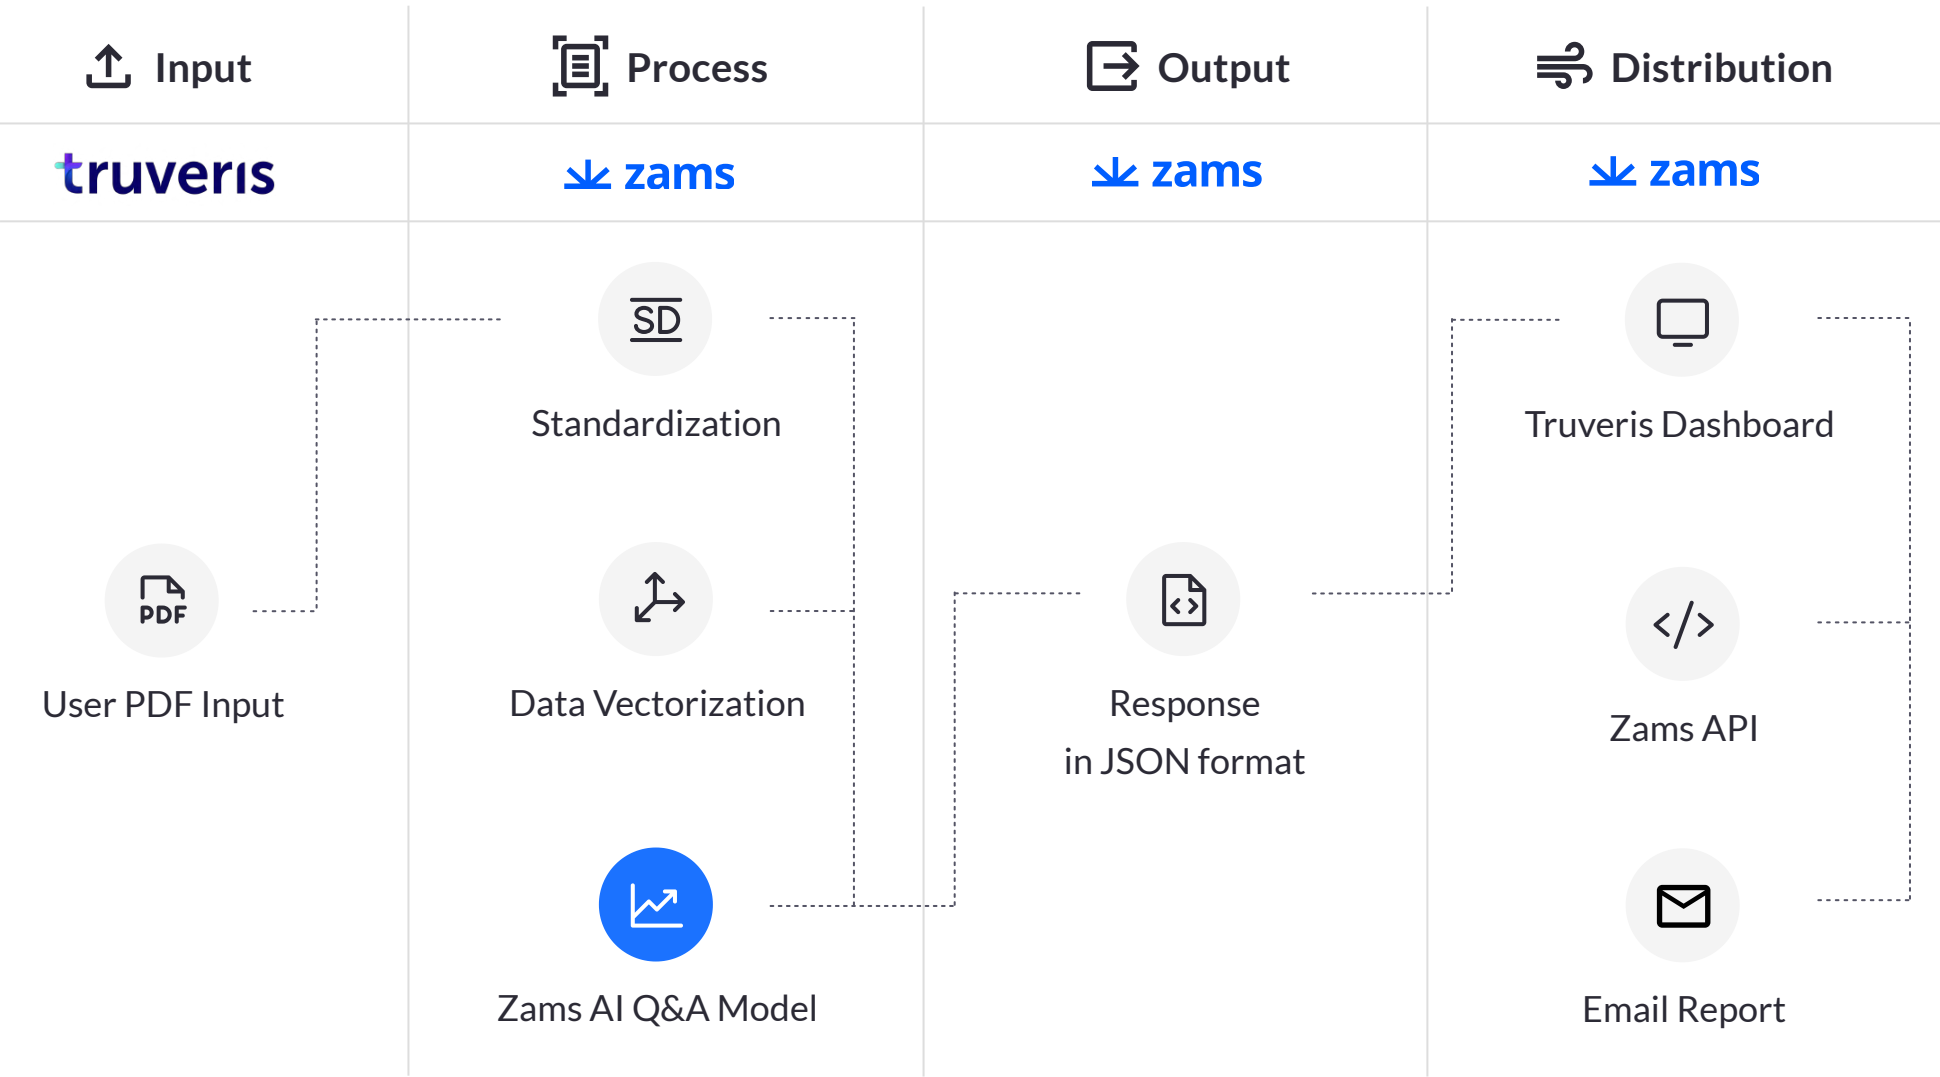 Input
Process
Output
Distribution
truveris
zams
zams
zams
SD
Standardization
Truveris Dashboard
PDF
User PDF Input
Data Vectorization
Response
in JSON format
</>
Zams API
Zams AI Q&A Model
Email Report